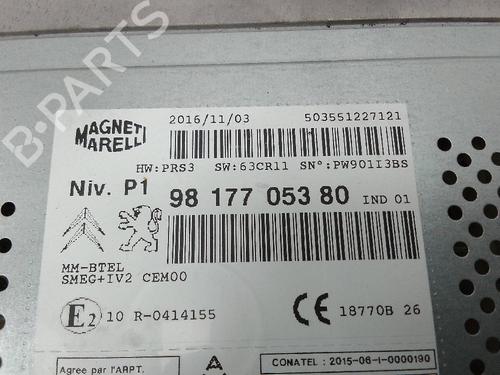 B-PARTS
MAGNETI
MARELLI
2016/11/03 503551227121
HW:PRS3 SW:63CR11 SN°:PW901I3BS
Niv. P1 98 177 053 80 IND 01
MM-BTEL
SMEG+IV2 CEM00
E2 10 R-0414155 CE 18770B 26
Agree par l'ARPT.
CONATEL : 2015-06-I-0000190